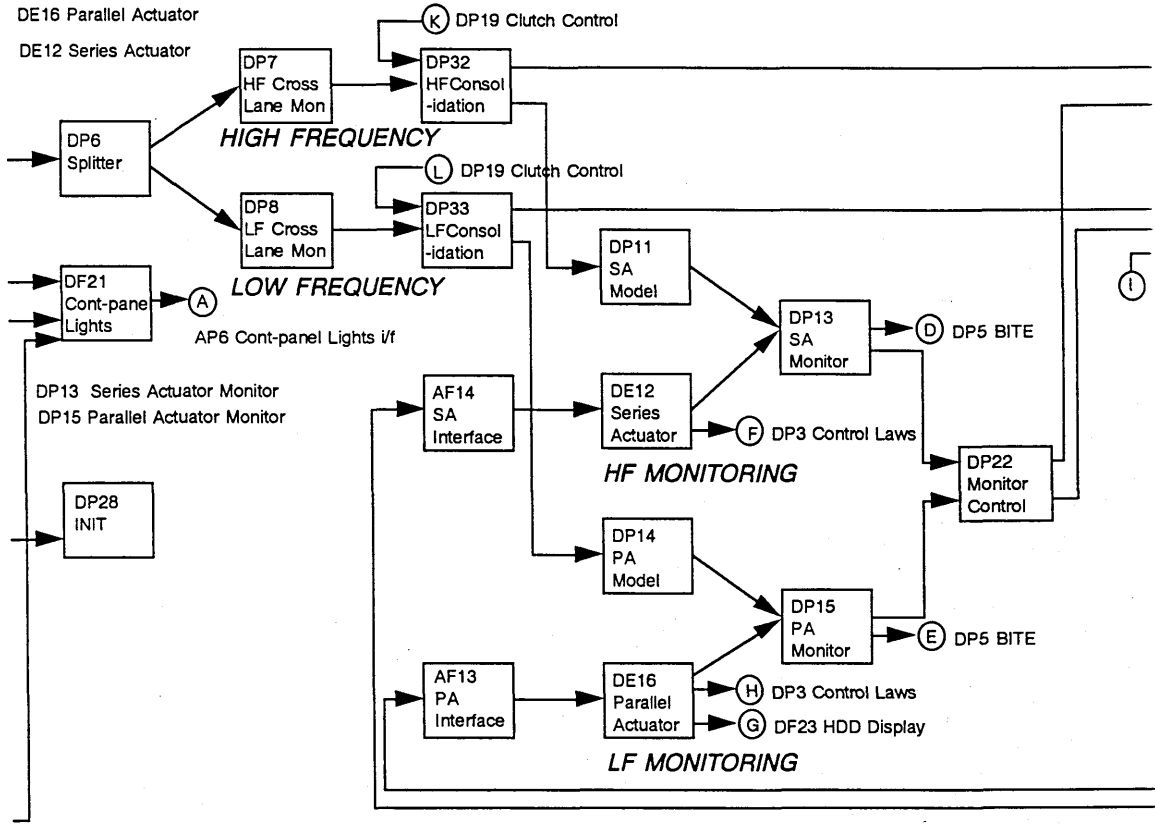 DE16 Parallel Actuator
DE12 Series Actuator
K
DP19 Clutch Control
DP7
HF Cross
Lane Mon
DP32
HFConsol
-idation
HIGH FREQUENCY
DP6
Splitter
L
DP19 Clutch Control
DP8
LF Cross
Lane Mon
DP33
LFConsol
-idation
LOW FREQUENCY
DF21
Cont-pane
Lights
A
AP6 Cont-panel Lights i/f
DP11
SA
Model
I
DP13
SA
Monitor
D
DP5 BITE
DP13 Series Actuator Monitor
DP15 Parallel Actuator Monitor
AF14
SA
Interface
DE12
Series
Actuator
F
DP3 Control Laws
HF MONITORING
DP22
Monitor
Control
DP28
INIT
DP14
PA
Model
DP15
PA
Monitor
E
DP5 BITE
AF13
PA
Interface
DE16
Parallel
Actuator
H
DP3 Control Laws
G
DF23 HDD Display
LF MONITORING